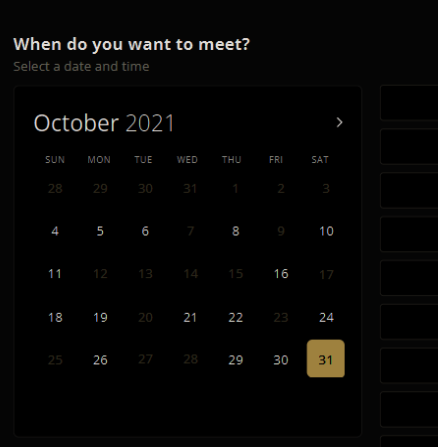 When do you want to meet?
Select a date and time
October 2021
SUN MON TUE WED THU FRI SAT
28 29 30 31 1 2 3
4 5 6 7 8 9 10
11 12 13 14 15 16 17
18 19 20 21 22 23 24
25 26 27 28 29 30 31